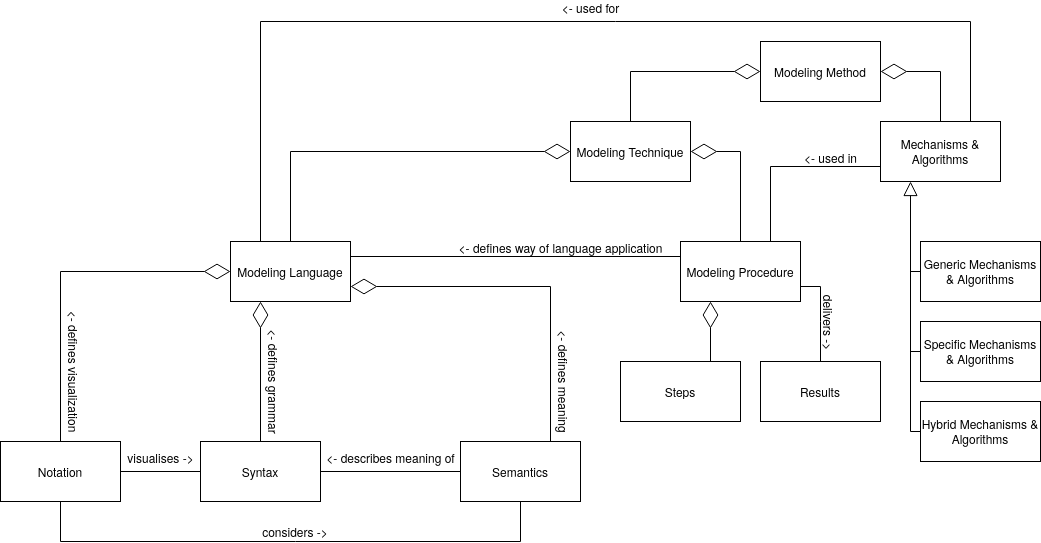 <- used for
Modeling Method
Modeling Technique
Mechanisms &
Algorithms
<- used in
<- defines way of language application
Modeling Language
Modeling Procedure
Generic Mechanisms
& Algorithms
<- defines visualization
<- defines grammar
<- defines meaning
delivers ->
Specific Mechanisms
& Algorithms
Steps
Results
Hybrid Mechanisms &
Algorithms
Notation
visualises ->
Syntax
<- describes meaning of
Semantics
considers ->